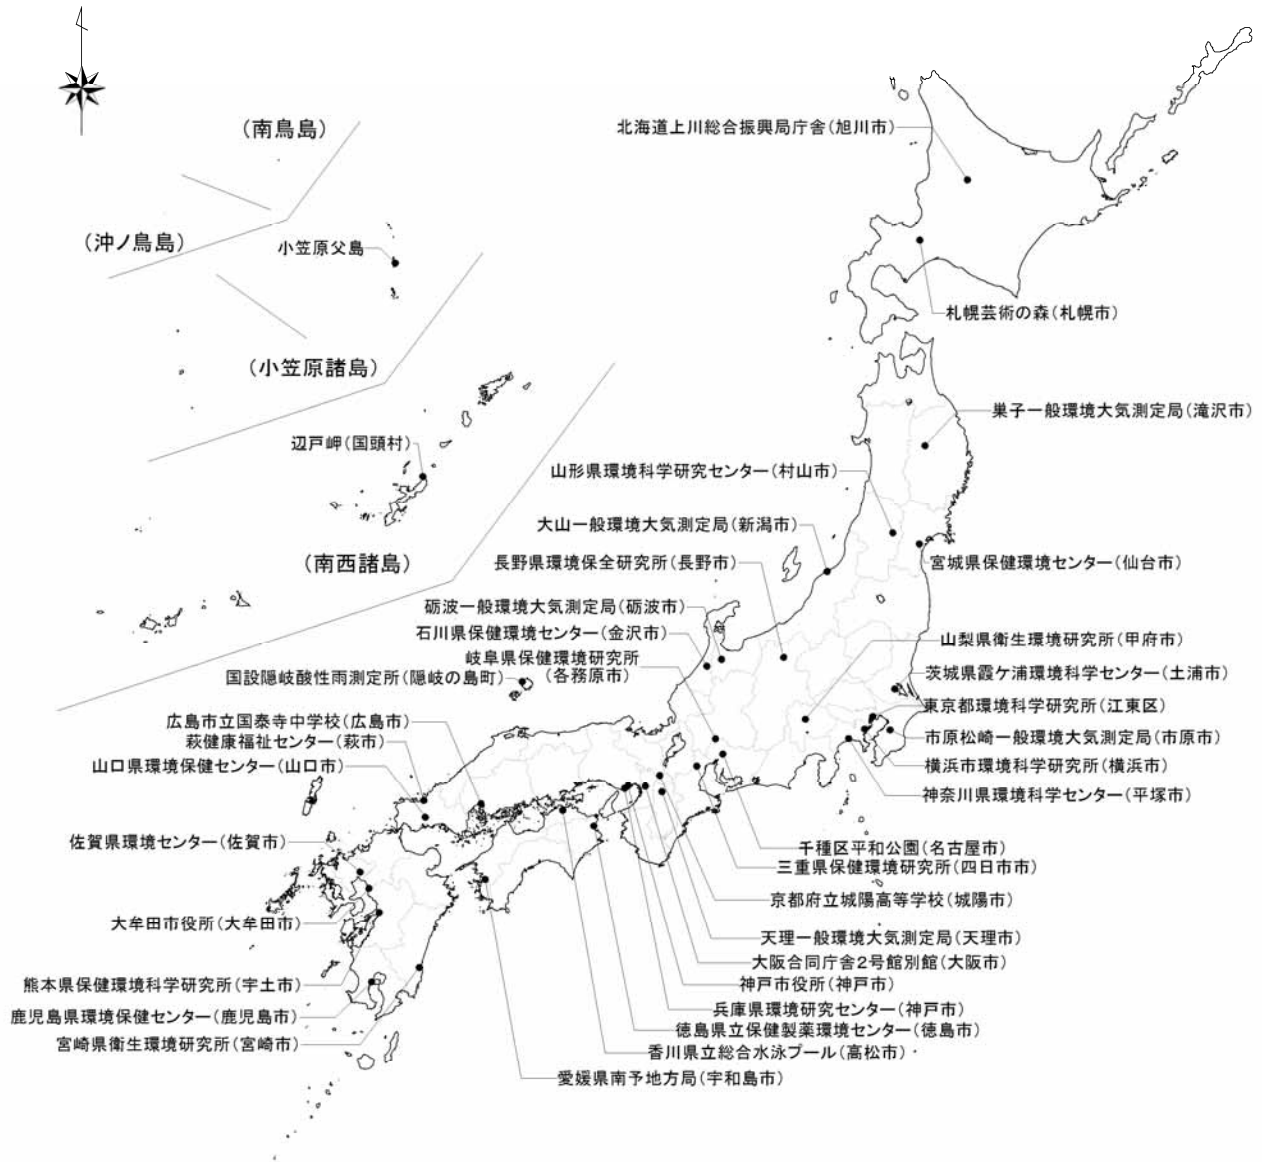 北海道上川総合振興局庁舎(旭川市)
(南鳥島)
(沖ノ鳥島)
小笠原父島
札幌芸術の森(札幌市)
(小笠原諸島)
巣子一般環境大気測定局(滝沢市)
辺戸岬(国頭村)
山形県環境科学研究センター(村山市)
大山一般環境大気測定局(新潟市)
(南西諸島)
長野県環境保全研究所(長野市)
宮城県保健環境センター(仙台市)
砺波一般環境大気測定局(砺波市)
石川県保健環境センター(金沢市)
山梨県衛生環境研究所(甲府市)
岐阜県保健環境研究所
(各務原市)
国設隠岐酸性雨測定所(隠岐の島町)
茨城県霞ケ浦環境科学センター(土浦市)
東京都環境科学研究所(江東区)
広島市立国泰寺中学校(広島市)
市原松崎一般環境大気測定局(市原市)
萩健康福祉センター(萩市)
山口県環境保健センター(山口市)
横浜市環境科学研究所(横浜市)
神奈川県環境科学センター(平塚市)
佐賀県環境センター(佐賀市)
千種区平和公園(名古屋市)
三重県保健環境研究所(四日市市)
京都府立城陽高等学校(城陽市)
大牟田市役所(大牟田市)
天理一般環境大気測定局(天理市)
大阪合同庁舎2号館別館(大阪市)
熊本県保健環境科学研究所(宇土市)
神戸市役所(神戸市)
兵庫県環境研究センター(神戸市)
鹿児島県環境保健センター(鹿児島市)
徳島県立保健製薬環境センター(徳島市)
宮崎県衛生環境研究所(宮崎市)
香川県立総合水泳プール(高松市)
愛媛県南予地方局(宇和島市)